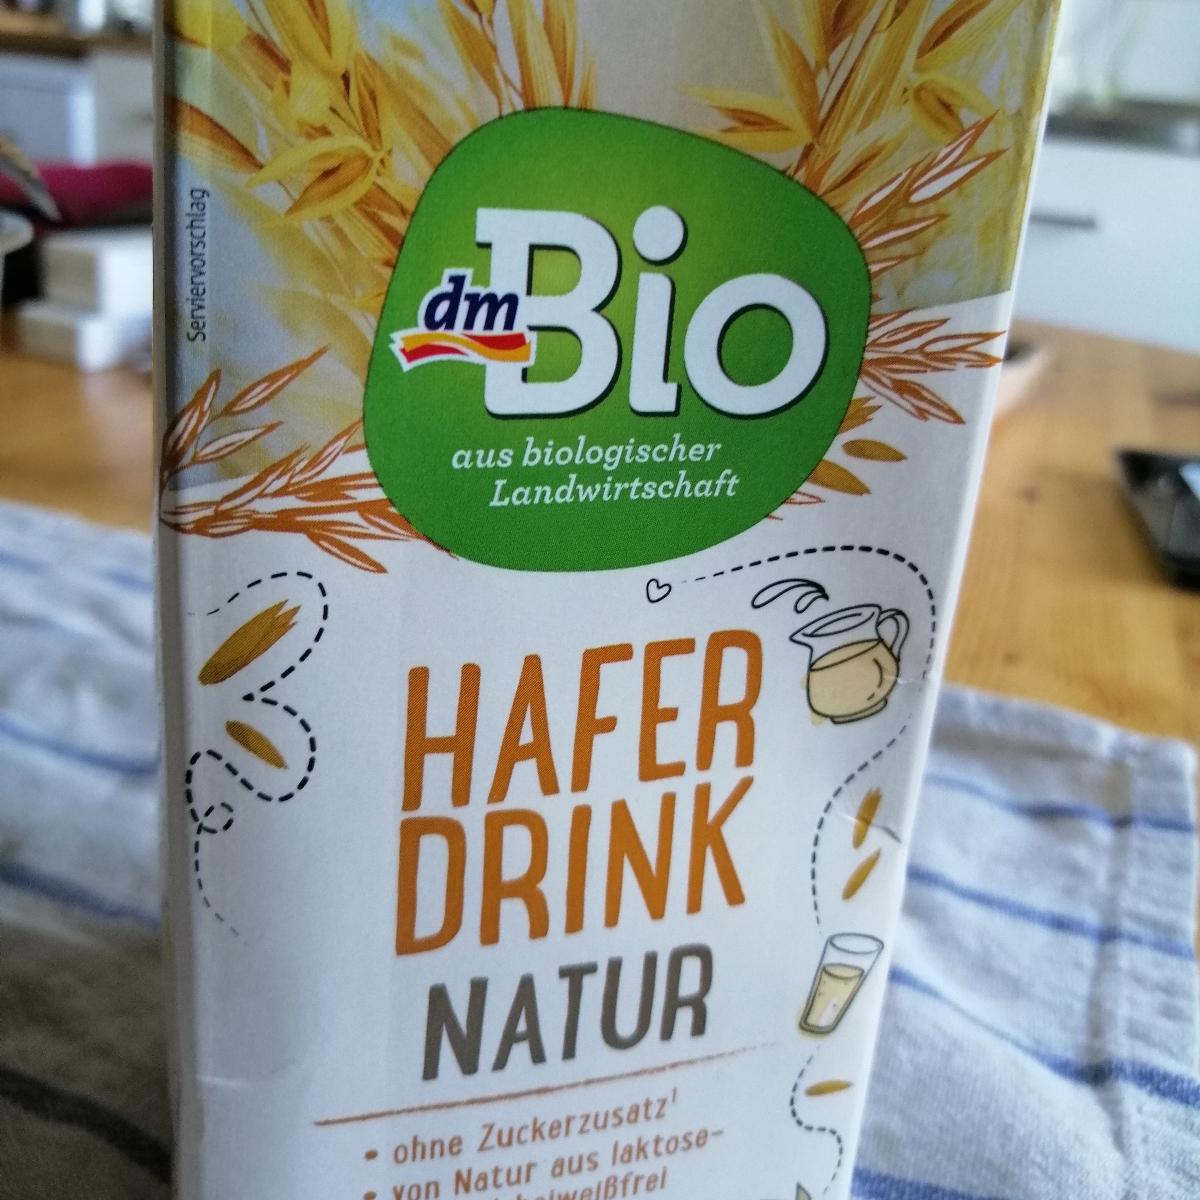 Serviervorschlag
dm
Bio
aus biologischer
Landwirtschaft
HAFER
DRINK
NATUR
• ohne Zuckerzusatz¹
• von Natur aus laktose-